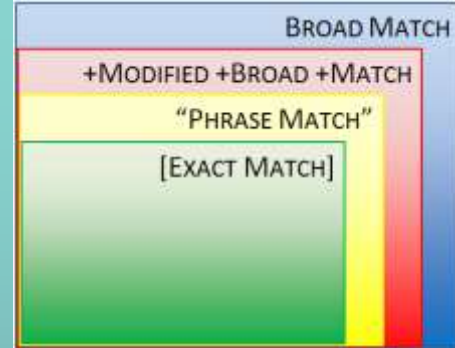 BROAD MATCH
+MODIFIED +BROAD +MATCH
“PHRASE MATCH”
[EXACT MATCH]